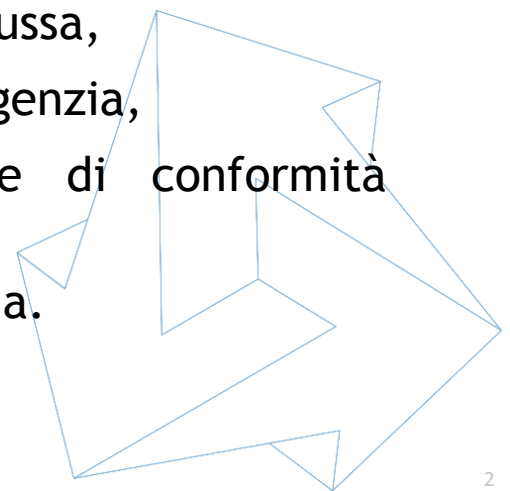 ussa,
genzia,
e di conformità
a.
2